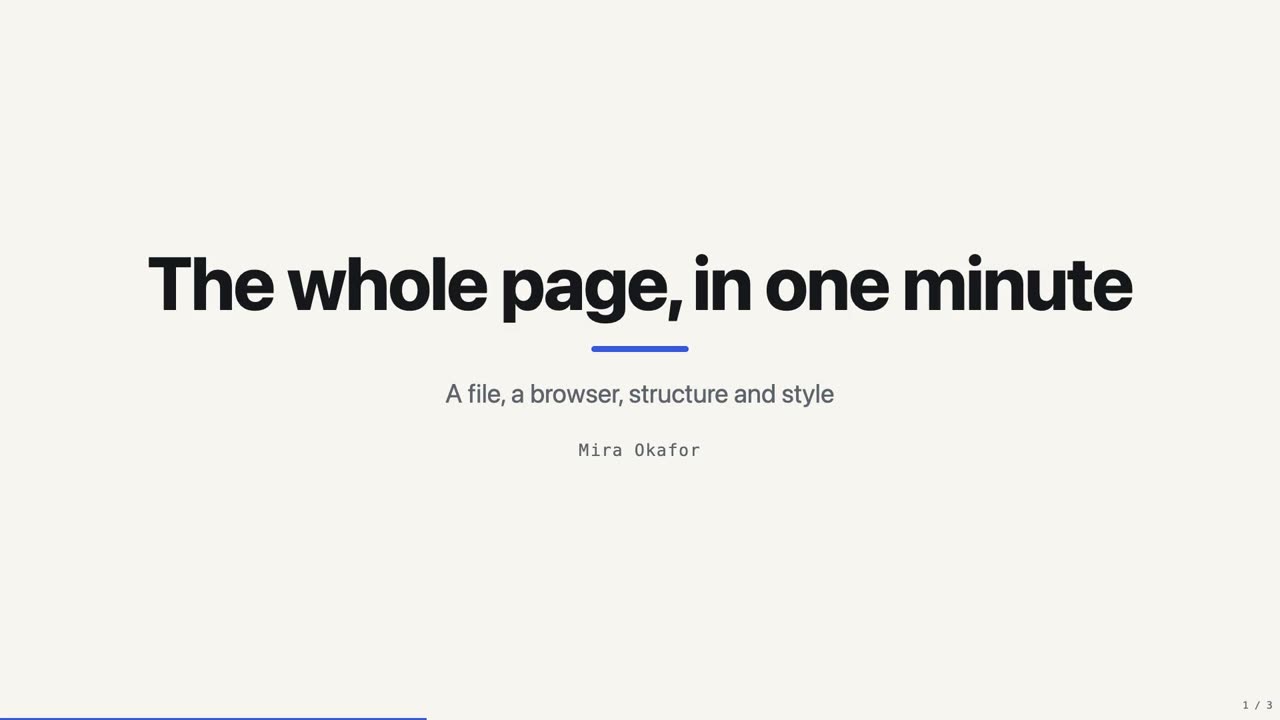 The whole page, in one minute
A file, a browser, structure and style
Mira Okafor
1 / 3